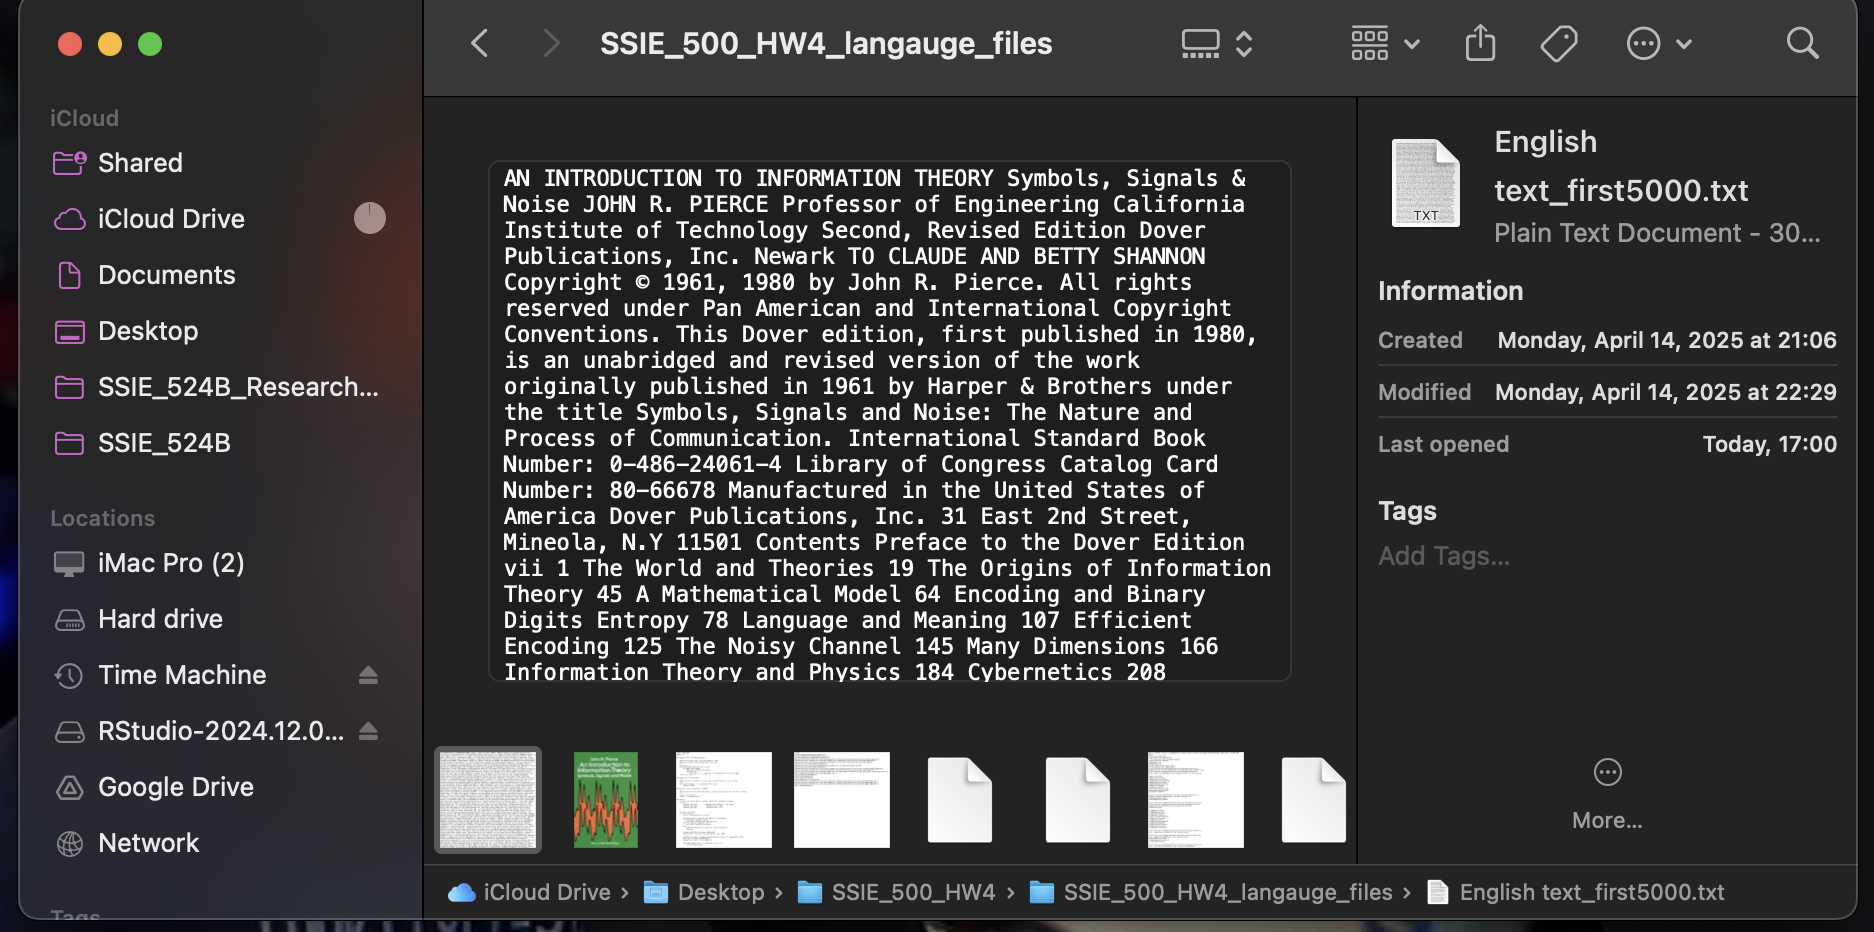 SSIE_500_HW4_langauge_files
iCloud
Shared
iCloud Drive
Documents
Desktop
SSIE_524B_Research...
SSIE_524B
Locations
iMac Pro (2)
Hard drive
Time Machine
RStudio-2024.12.0...
Google Drive
Network
Tags
AN INTRODUCTION TO INFORMATION THEORY Symbols, Signals &
Noise JOHN R. PIERCE Professor of Engineering California
Institute of Technology Second, Revised Edition Dover
Publications, Inc. Newark TO CLAUDE AND BETTY SHANNON
Copyright © 1961, 1980 by John R. Pierce. All rights
reserved under Pan American and International Copyright
Conventions. This Dover edition, first published in 1980,
is an unabridged and revised version of the work
originally published in 1961 by Harper & Brothers under
the title Symbols, Signals and Noise: The Nature and
Process of Communication. International Standard Book
Number: 0-486-24061-4 Library of Congress Catalog Card
Number: 80-66678 Manufactured in the United States of
America Dover Publications, Inc. 31 East 2nd Street,
Mineola, N.Y 11501 Contents Preface to the Dover Edition
vii 1 The World and Theories 19 The Origins of Information
Theory 45 A Mathematical Model 64 Encoding and Binary
Digits Entropy 78 Language and Meaning 107 Efficient
Encoding 125 The Noisy Channel 145 Many Dimensions 166
Information Theory and Physics 184 Cybernetics 208
John R. Pierce
An Introduction to
Information Theory
Symbols, Signals and Noise
TXT
English
text_first5000.txt
Plain Text Document - 30...
Information
Created Monday, April 14, 2025 at 21:06
Modified Monday, April 14, 2025 at 22:29
Last opened Today, 17:00
Tags
Add Tags...
More...
iCloud Drive › Desktop › SSIE_500_HW4 › SSIE_500_HW4_langauge_files › English text_first5000.txt